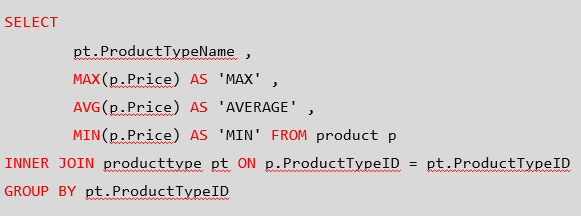 SELECT
pt.ProductTypeName ,
MAX(p.Price) AS 'MAX' ,
AVG(p.Price) AS 'AVERAGE' ,
MIN(p.Price) AS 'MIN' FROM product p
INNER JOIN producttype pt ON p.ProductTypeID = pt.ProductTypeID
GROUP BY pt.ProductTypeID